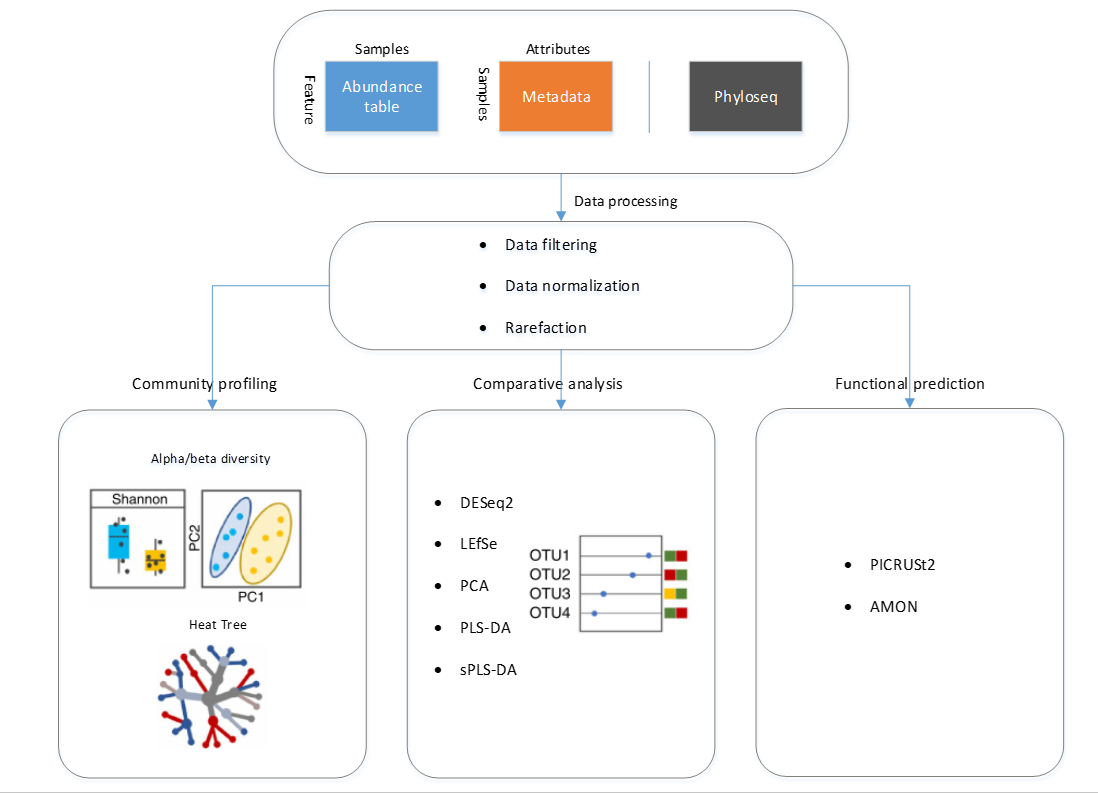 Samples
Attributes
Feature
Abundance
table
Samples
Metadata
Phyloseq
Data processing
• Data filtering
• Data normalization
• Rarefaction
Community profiling
Comparative analysis
Functional prediction
Alpha/beta diversity
Shannon
PC2
PC1
Heat Tree
• DESeq2
• LEfSe
• PCA
• PLS-DA
• sPLS-DA
OTU1
OTU2
OTU3
OTU4
• PICRUSt2
• AMON